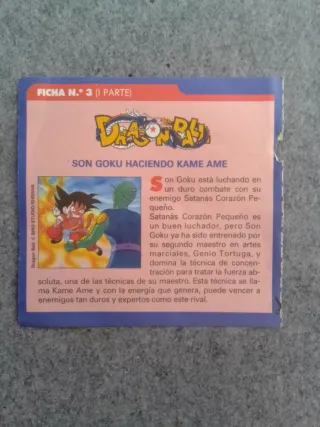 FICHA N.º 3 (I PARTE)
DRAGON BALL
SON GOKU HACIENDO KAME AME
Son Goku está luchando en
un duro combate con su
enemigo Satanás Corazón Pe-
queño.
Satanás Corazón Pequeño es
un buen luchador, pero Son
Goku ya ha sido entrenado por
su segundo maestro en artes
marciales, Genio Tortuga, y
domina la técnica de concen-
tración para tratar la fuerza ab-
soluta, una de las técnicas de su maestro. Esta técnica se lla-
ma Kame Ame y con la energía que genera, puede vencer a
enemigos tan duros y expertos como este rival.